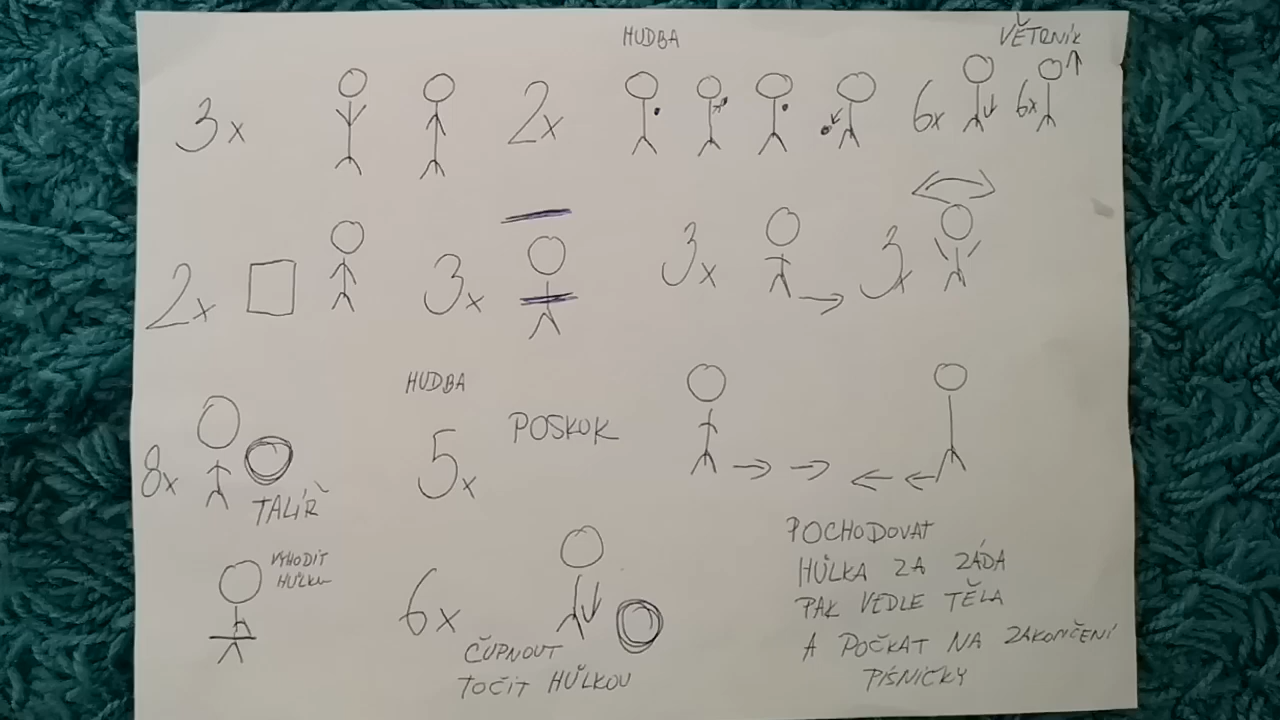 HUDBA
VĚTRNÍK
3x
2x
6x
6x
2x
3x
3x
3x
8x
TALÍŘ
HUDBA
5x
POSKOK
VYHODIT
HŮLKU
6x
ČUPNOUT
TOČIT HŮLKOU
POCHODOVAT
HŮLKA ZA ZÁDA
PAK VEDLE TĚLA
A POČKAT NA ZAKONČENÍ
PÍSNIČKY